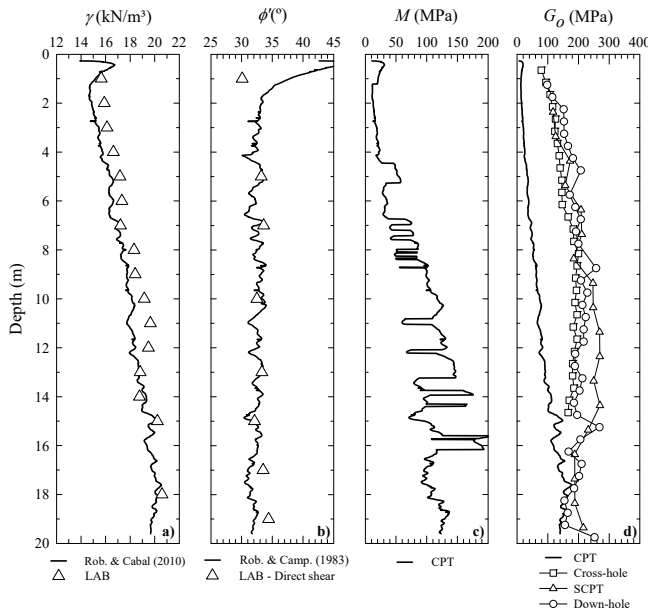 γ (kN/m³) ϕ'(º) M (MPa) Gₒ (MPa)
12 14 16 18 20 22 25 30 35 40 45 0 50 100 150 200 0 100 200 300 400
Depth (m)
0
2
4
6
8
10
12
14
16
18
20
a) b) c) d)
Rob. & Cabal (2010)
LAB
Rob. & Camp. (1983)
LAB - Direct shear
CPT
CPT
Cross-hole
SCPT
Down-hole